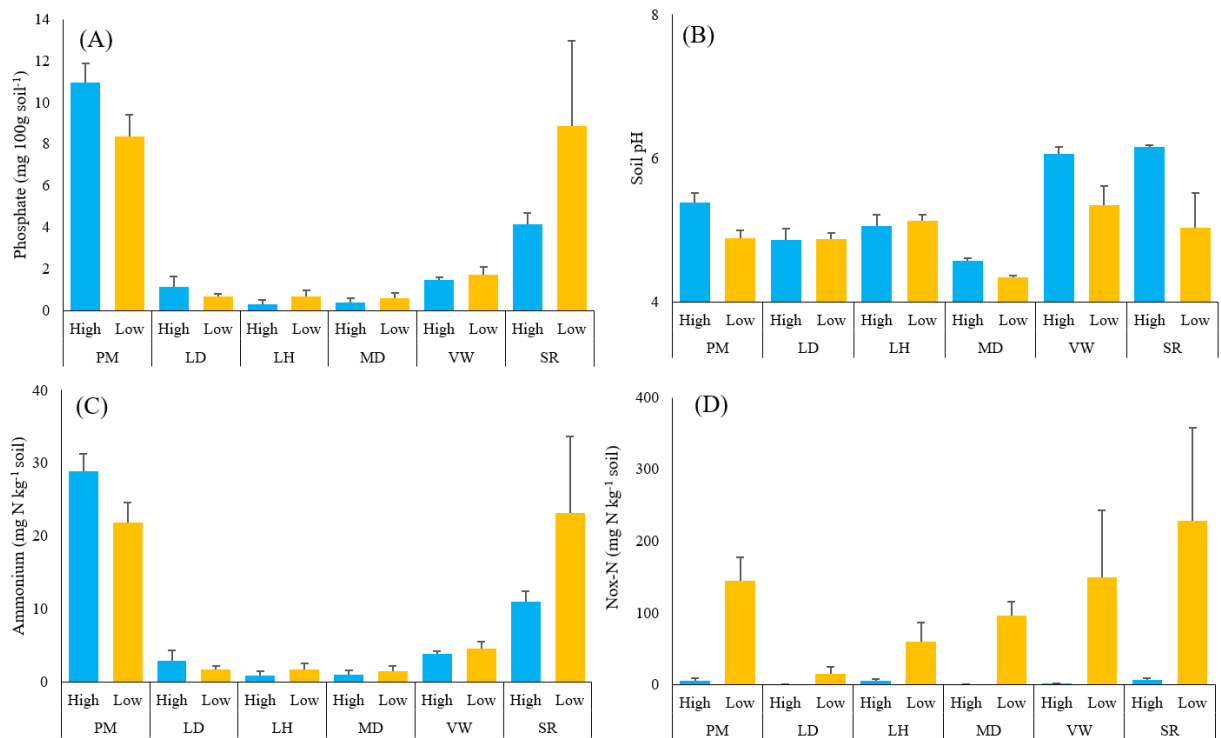 (A)
Phosphate (mg 100g soil⁻¹)
14
12
10
8
6
4
2
0
High Low High Low High Low High Low High Low High Low
PM LD LH MD VW SR
(B)
Soil pH
8
6
4
High Low High Low High Low High Low High Low High Low
PM LD LH MD VW SR
(C)
Ammonium (mg N kg⁻¹ soil)
40
30
20
10
0
High Low High Low High Low High Low High Low High Low
PM LD LH MD VW SR
(D)
Nox-N (mg N kg⁻¹ soil)
400
300
200
100
0
High Low High Low High Low High Low High Low High Low
PM LD LH MD VW SR